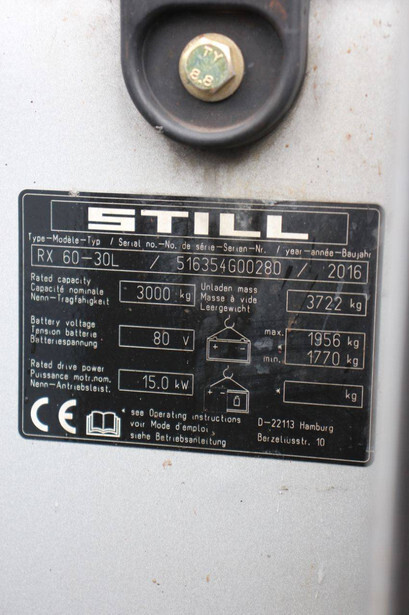 TY
8.8
STILL
Type-Modèle-Typ / Serial no.-No. de série-Serien-Nr. / year-année-Baujahr
RX 60-30L / 516354G00280 / 2016
Rated capacity
Capacité nominale
Nenn-Tragfähigkeit
3000 kg
Unladen mass
Masse à vide
Leergewicht
3722 kg
Battery voltage
Tension batterie
Batteriespannung
80 V
max. 1956 kg
min. 1770 kg
Rated drive power
Puissance motr.nom.
Nenn-Antriebsleist.
15.0 kW
kg
CE
see Operating instructions
voir Mode d'emploi
siehe Betriebsanleitung
D-22113 Hamburg
Berzeliusstr. 10